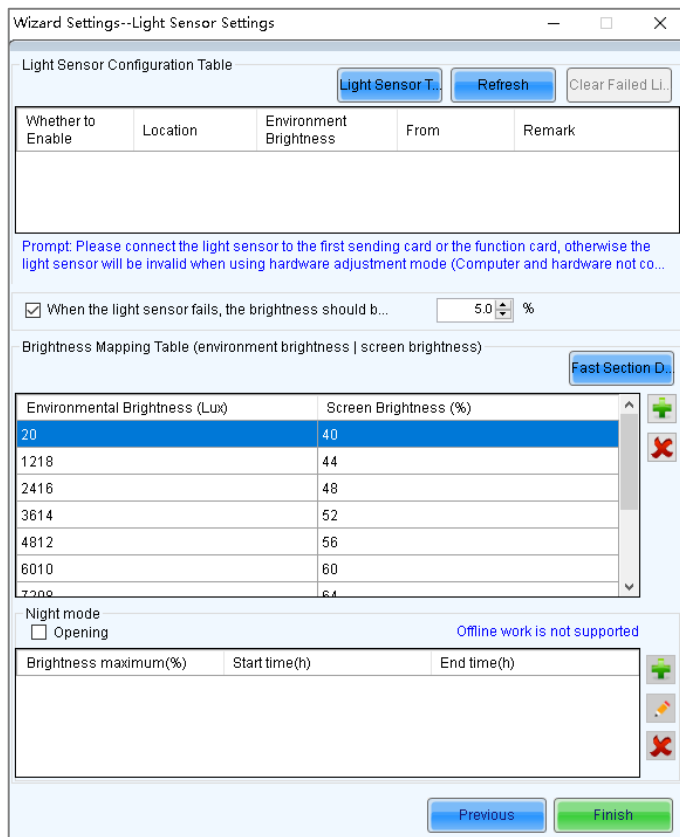 Wizard Settings--Light Sensor Settings
Light Sensor Configuration Table
Light Sensor T... Refresh Clear Failed Li..
Whether to Enable Location Environment Brightness From Remark
Prompt: Please connect the light sensor to the first sending card or the function card, otherwise the
light sensor will be invalid when using hardware adjustment mode (Computer and hardware not co...
When the light sensor fails, the brightness should b... 5.0 %
Brightness Mapping Table (environment brightness | screen brightness)
Fast Section D..
Environmental Brightness (Lux) Screen Brightness (%)
20 40
1218 44
2416 48
3614 52
4812 56
6010 60
7208 64
Night mode
Opening Offline work is not supported
Brightness maximum(%) Start time(h) End time(h)
Previous Finish